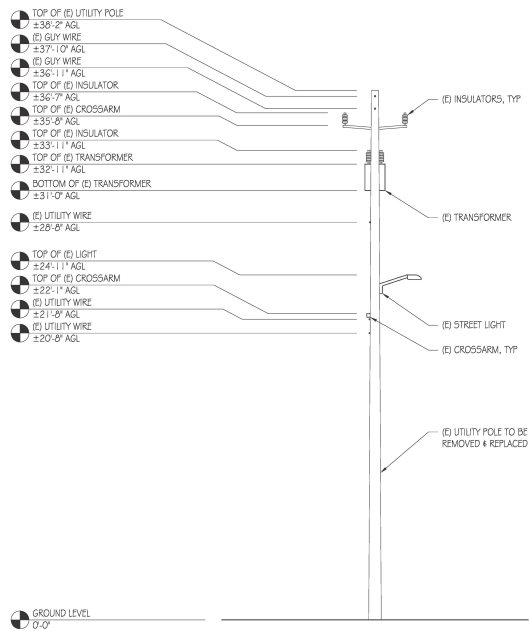 TOP OF (E) UTILITY POLE
±38'-2" AGL
(E) GUY WIRE
±37'-10" AGL
(E) GUY WIRE
±36'-11" AGL
TOP OF (E) INSULATOR
±36'-7" AGL
TOP OF (E) CROSSARM
±35'-8" AGL
TOP OF (E) INSULATOR
±33'-11" AGL
TOP OF (E) TRANSFORMER
±32'-11" AGL
BOTTOM OF (E) TRANSFORMER
±31'-0" AGL
(E) UTILITY WIRE
±28'-8" AGL
TOP OF (E) LIGHT
±24'-11" AGL
TOP OF (E) CROSSARM
±22'-1" AGL
(E) UTILITY WIRE
±21'-8" AGL
(E) UTILITY WIRE
±20'-8" AGL
GROUND LEVEL
0'-0"
(E) INSULATORS, TYP
(E) TRANSFORMER
(E) STREET LIGHT
(E) CROSSARM, TYP
(E) UTILITY POLE TO BE
REMOVED & REPLACED